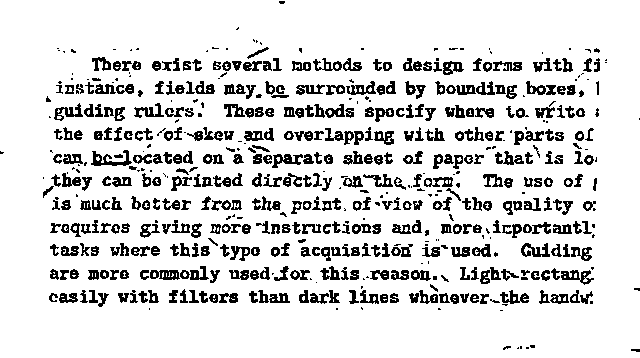 There exist several methods to design forms with fi
instance, fields may be surrounded by bounding boxes,
guiding rulers. These methods specify where to write
the effect of skew and overlapping with other parts of
can be located on a separate sheet of paper that is lo
they can be printed directly on the form. The use of
is much better from the point of view of the quality o
requires giving more instructions and, more importantly
tasks where this type of acquisition is used. Guiding
are more commonly used for this reason. Light rectang
easily with filters than dark lines whenever the handw